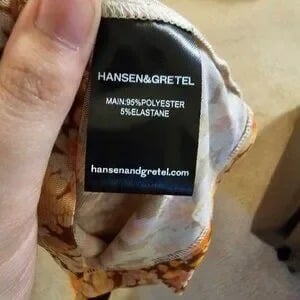 HANSEN&GRETEL
MAIN:95%POLYESTER
5%ELASTANE
hansenandgretel.com